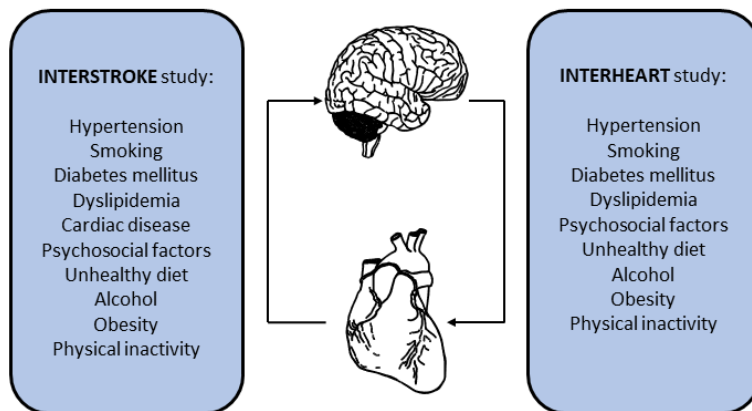 INTERSTROKE study:
Hypertension
Smoking
Diabetes mellitus
Dyslipidemia
Cardiac disease
Psychosocial factors
Unhealthy diet
Alcohol
Obesity
Physical inactivity
INTERHEART study:
Hypertension
Smoking
Diabetes mellitus
Dyslipidemia
Psychosocial factors
Unhealthy diet
Alcohol
Obesity
Physical inactivity